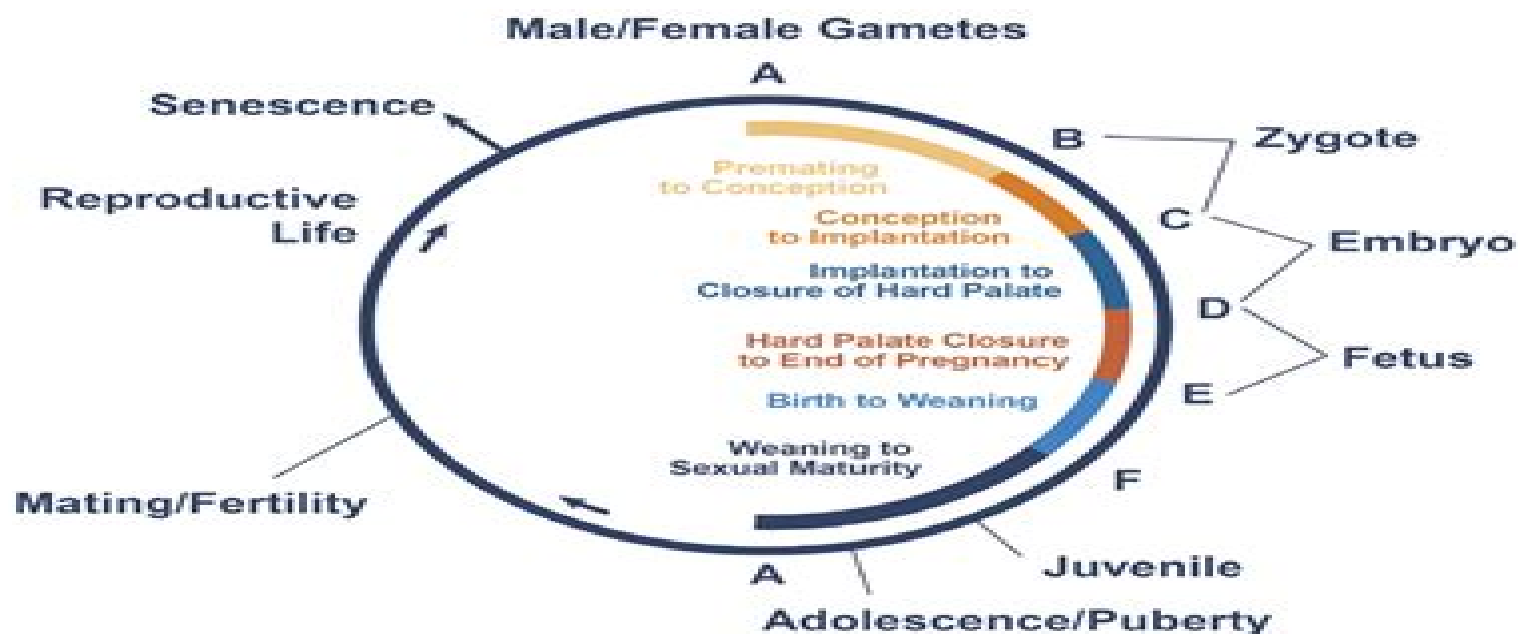 Male/Female Gametes
A
Senescence
B
Zygote
Premating
to Conception
Reproductive
Life
Conception
to Implantation
C
Embryo
Implantation to
Closure of Hard Palate
D
Hard Palate Closure
to End of Pregnancy
Fetus
Birth to Weaning
E
Weaning to
Sexual Maturity
F
Mating/Fertility
Juvenile
A
Adolescence/Puberty